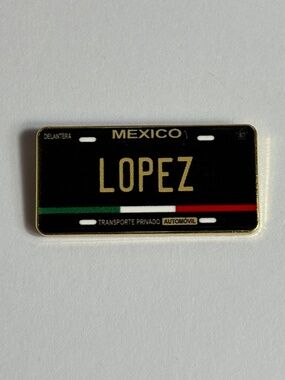 DELANTERA
MEXICO
LOPEZ
TRANSPORTE PRIVADO AUTOMÓVIL